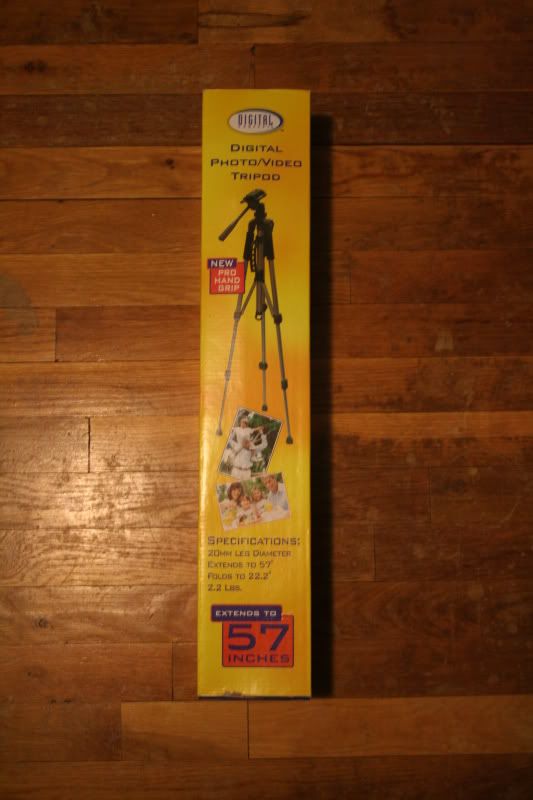 DIGITAL
DIGITAL
PHOTO/VIDEO
TRIPOD
NEW
PRO
HAND
GRIP
SPECIFICATIONS:
20MM LEG DIAMETER
EXTENDS TO 57"
FOLDS TO 22.2"
2.2 LBS.
EXTENDS TO
57
INCHES